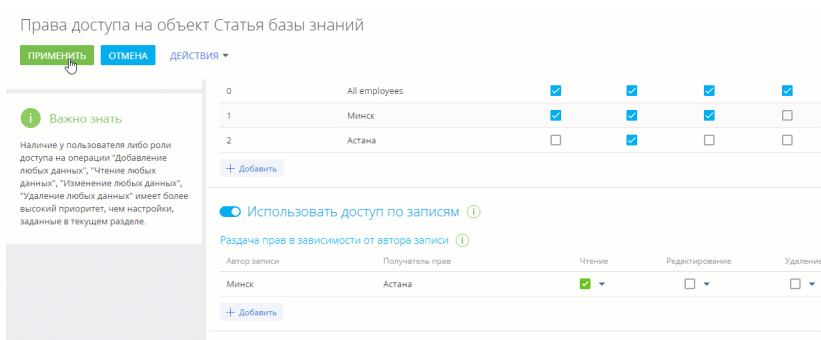 Права доступа на объект Статья базы знаний
ПРИМЕНИТЬ ОТМЕНА ДЕЙСТВИЯ
0 All employees
1 Минск
2 Астана
+ Добавить
i Важно знать
Наличие у пользователя либо роли
доступа на операции "Добавление
любых данных", "Чтение любых
данных", "Изменение любых данных",
"Удаление любых данных" имеет более
высокий приоритет, чем настройки,
заданные в текущем разделе.
Использовать доступ по записям i
Раздача прав в зависимости от автора записи i
Автор записи Получатель прав Чтение Редактирование Удаление
Минск Астана
+ Добавить